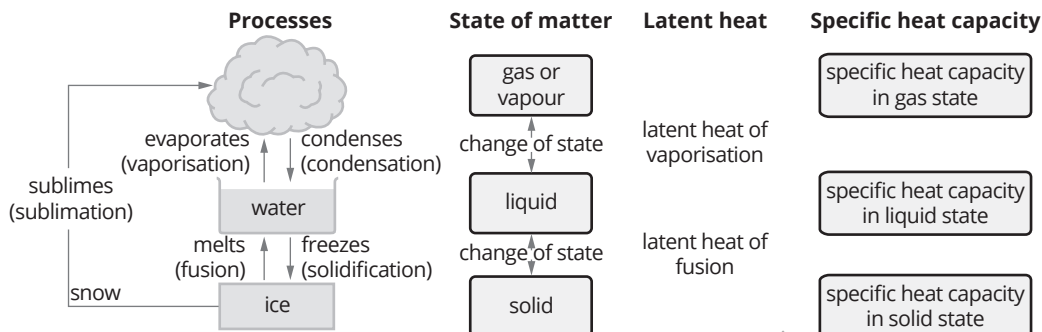 Processes
State of matter
Latent heat
Specific heat capacity
gas or
vapour
specific heat capacity
in gas state
evaporates
(vaporisation)
condenses
(condensation)
change of state
latent heat of
vaporisation
sublimes
(sublimation)
water
liquid
specific heat capacity
in liquid state
melts
(fusion)
freezes
(solidification)
change of state
latent heat of
fusion
snow
ice
solid
specific heat capacity
in solid state